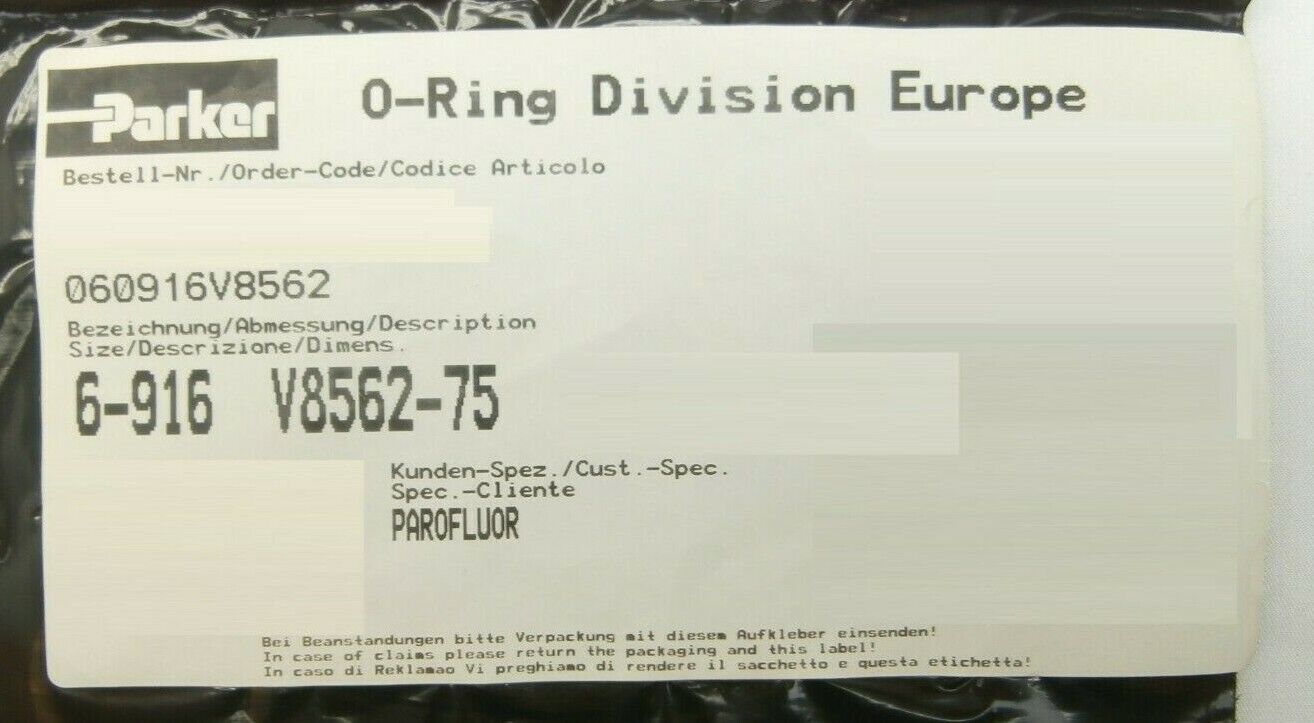 Parker
O-Ring Division Europe
Bestell-Nr./Order-Code/Codice Articolo
060916V8562
Bezeichnung/Abmessung/Description
Size/Descrizione/Dimens.
6-916 V8562-75
Kunden-Spez./Cust.-Spec.
Spec.-Cliente
PAROFLUOR
Bei Beanstandungen bitte Verpackung mit diesem Aufkleber einsenden!
In case of claims please return the packaging and this label!
In caso di Reklamao Vi preghiamo di rendere il sacchetto e questa etichetta!